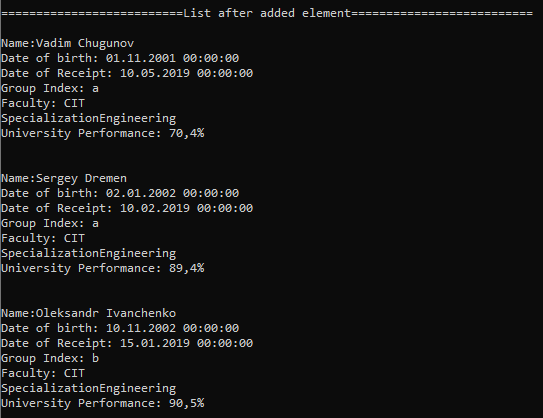 ==========================List after added element==========================
Name:Vadim Chugunov
Date of birth: 01.11.2001 00:00:00
Date of Receipt: 10.05.2019 00:00:00
Group Index: a
Faculty: CIT
SpecializationEngineering
University Performance: 70,4%
Name:Sergey Dremen
Date of birth: 02.01.2002 00:00:00
Date of Receipt: 10.02.2019 00:00:00
Group Index: a
Faculty: CIT
SpecializationEngineering
University Performance: 89,4%
Name:Oleksandr Ivanchenko
Date of birth: 10.11.2002 00:00:00
Date of Receipt: 15.01.2019 00:00:00
Group Index: b
Faculty: CIT
SpecializationEngineering
University Performance: 90,5%